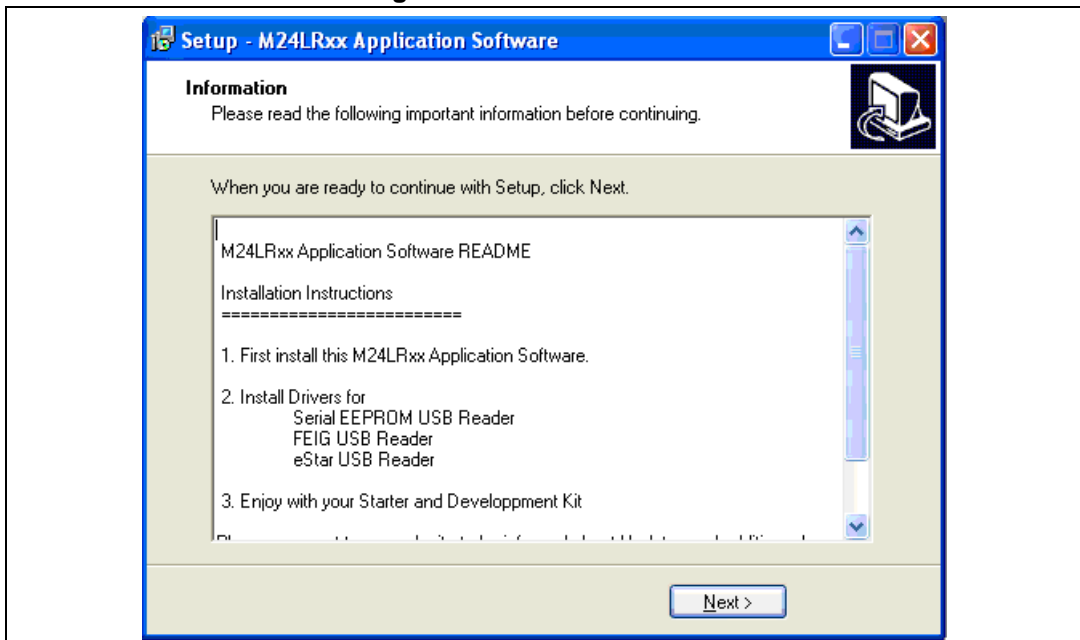 Setup - M24LRxx Application Software
Information
Please read the following important information before continuing.
When you are ready to continue with Setup, click Next.
M24LRxx Application Software README
Installation Instructions
=========================
1. First install this M24LRxx Application Software.
2. Install Drivers for
Serial EEPROM USB Reader
FEIG USB Reader
eStar USB Reader
3. Enjoy with your Starter and Developpment Kit
Next >